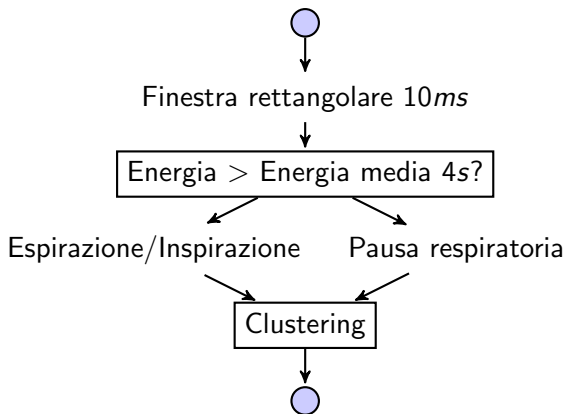 Finestra rettangolare 10ms
Energia > Energia media 4s?
Espirazione/Inspirazione
Pausa respiratoria
Clustering